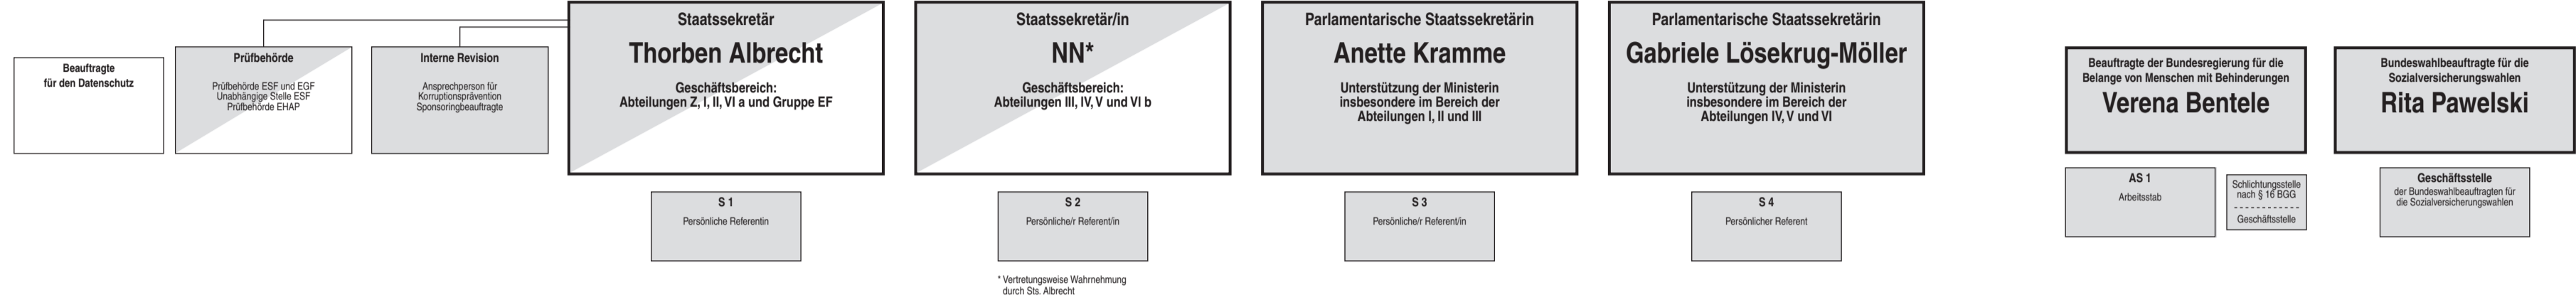 Beauftragte
für den Datenschutz
Prüfbehörde
Prüfbehörde ESF und EGF
Unabhängige Stelle ESF
Prüfbehörde EHAP
Interne Revision
Ansprechperson für
Korruptionsprävention
Sponsoringbeauftragte
Staatssekretär
Thorben Albrecht
Geschäftsbereich:
Abteilungen Z, I, II, VI a und Gruppe EF
S 1
Persönliche Referentin
Staatssekretär/in
NN*
Geschäftsbereich:
Abteilungen III, IV, V und VI b
S 2
Persönliche/r Referent/in
* Vertretungsweise Wahrnehmung
durch Sts. Albrecht
Parlamentarische Staatssekretärin
Anette Kramme
Unterstützung der Ministerin
insbesondere im Bereich der
Abteilungen I, II und III
S 3
Persönliche/r Referent/in
Parlamentarische Staatssekretärin
Gabriele Lösekrug-Möller
Unterstützung der Ministerin
insbesondere im Bereich der
Abteilungen IV, V und VI
S 4
Persönlicher Referent
Beauftragte der Bundesregierung für die
Belange von Menschen mit Behinderungen
Verena Bentele
AS 1
Arbeitsstab
Schlichtungsstelle
nach § 16 BGG
Geschäftsstelle
Bundeswahlbeauftragte für die
Sozialversicherungswahlen
Rita Pawelski
Geschäftsstelle
der Bundeswahlbeauftragten für
die Sozialversicherungswahlen